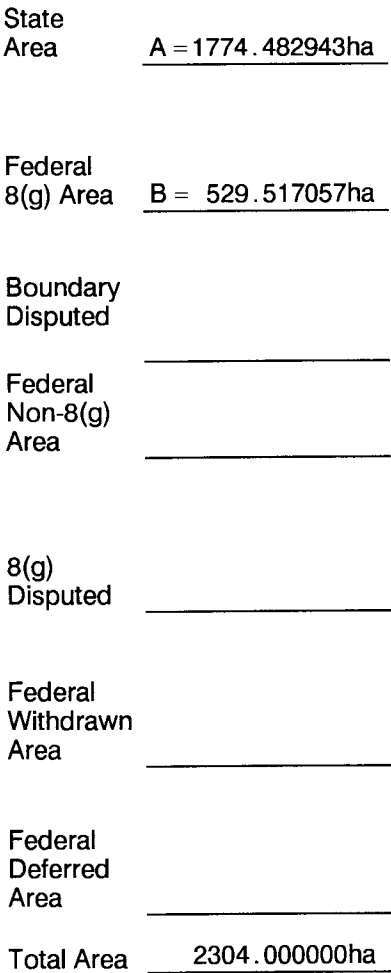 State
Area A = 1774.482943ha
Federal
8(g) Area B = 529.517057ha
Boundary
Disputed
Federal
Non-8(g)
Area
8(g)
Disputed
Federal
Withdrawn
Area
Federal
Deferred
Area
Total Area 2304.000000ha